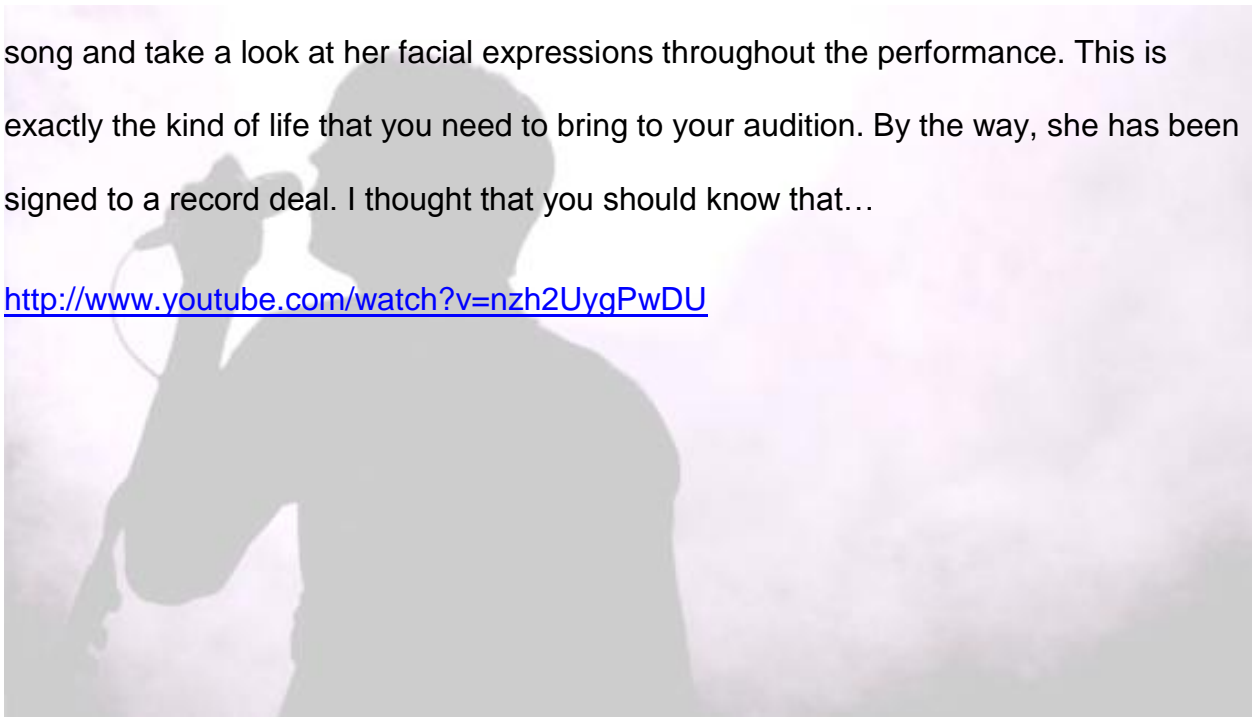 song and take a look at her facial expressions throughout the performance. This is
exactly the kind of life that you need to bring to your audition. By the way, she has been
signed to a record deal. I thought that you should know that…
http://www.youtube.com/watch?v=nzh2UygPwDU